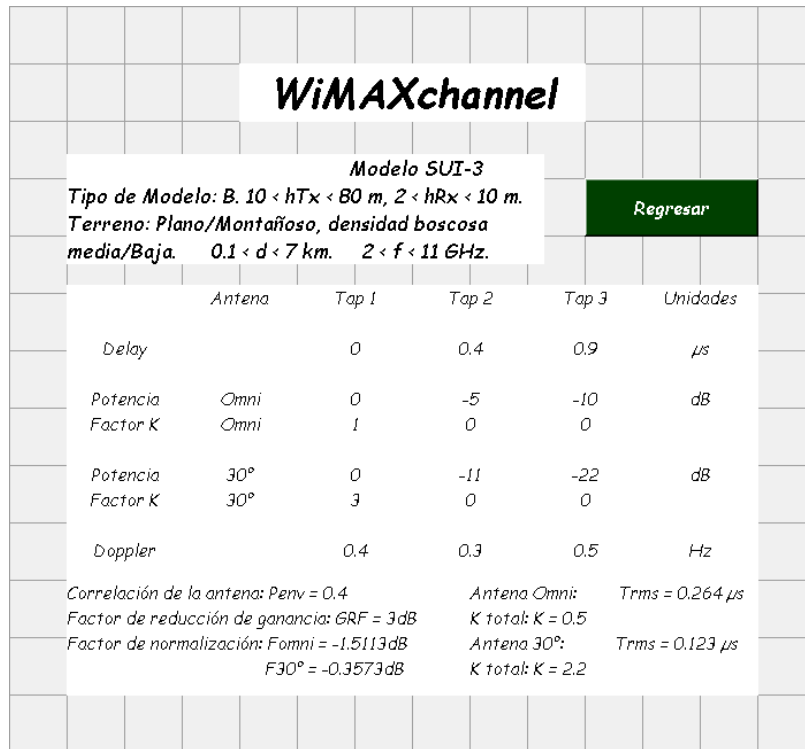 WiMAXchannel
Modelo SUI-3
Tipo de Modelo: B. 10 < hTx < 80 m, 2 < hRx < 10 m.
Terreno: Plano/Montañoso, densidad boscosa
media/Baja. 0.1 < d < 7 km. 2 < f < 11 GHz.
Regresar
Antena Tap 1 Tap 2 Tap 3 Unidades
Delay 0 0.4 0.9 µs
Potencia Omni 0 -5 -10 dB
Factor K Omni 1 0 0
Potencia 30º 0 -11 -22 dB
Factor K 30º 3 0 0
Doppler 0.4 0.3 0.5 Hz
Correlación de la antena: Penv = 0.4 Antena Omni: Trms = 0.264 µs
Factor de reducción de ganancia: GRF = 3dB K total: K = 0.5
Factor de normalización: Fomni = -1.5113dB Antena 30º: Trms = 0.123 µs
F30º = -0.3573dB K total: K = 2.2